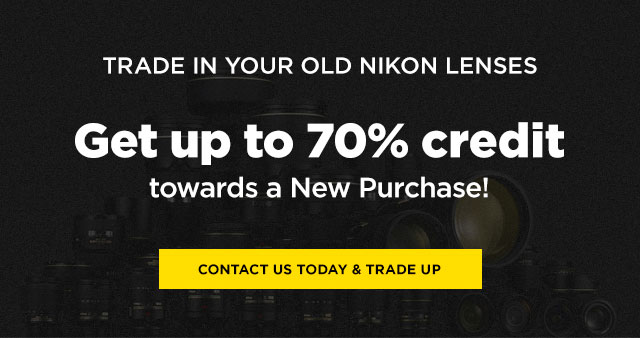 TRADE IN YOUR OLD NIKON LENSES
Get up to 70% credit
towards a New Purchase!
CONTACT US TODAY & TRADE UP